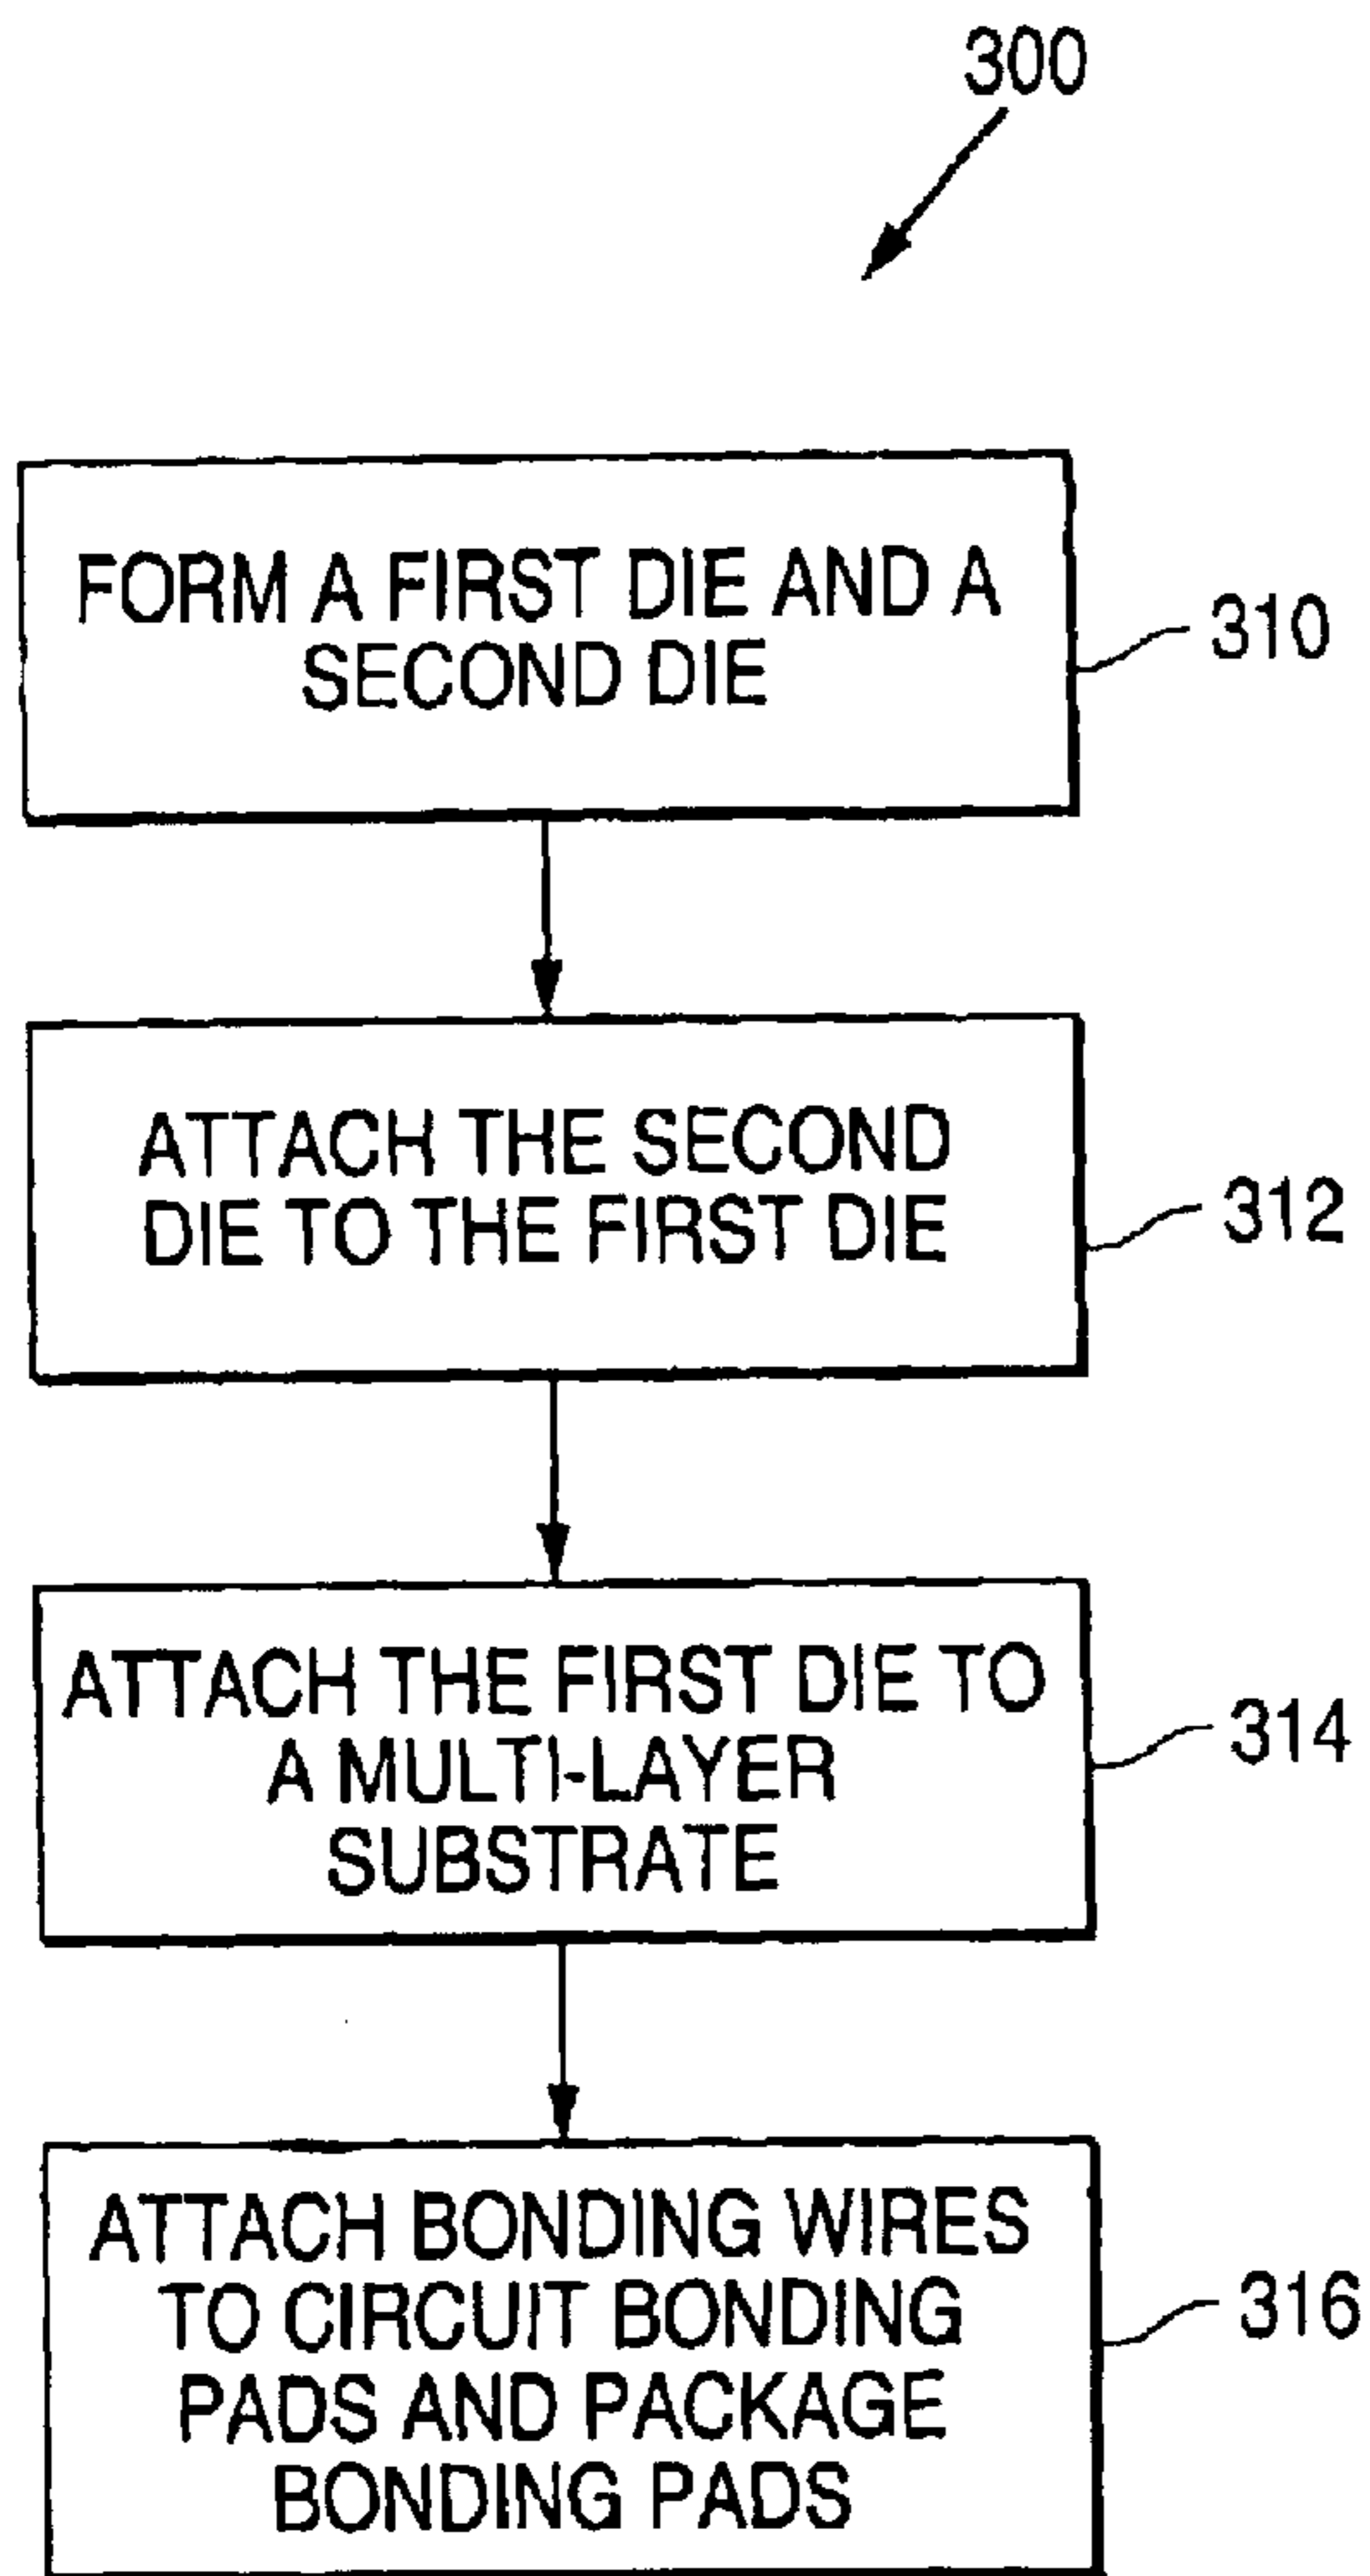 300
FORM A FIRST DIE AND A
SECOND DIE
310
ATTACH THE SECOND
DIE TO THE FIRST DIE
312
ATTACH THE FIRST DIE TO
A MULTI-LAYER
SUBSTRATE
314
ATTACH BONDING WIRES
TO CIRCUIT BONDING
PADS AND PACKAGE
BONDING PADS
316